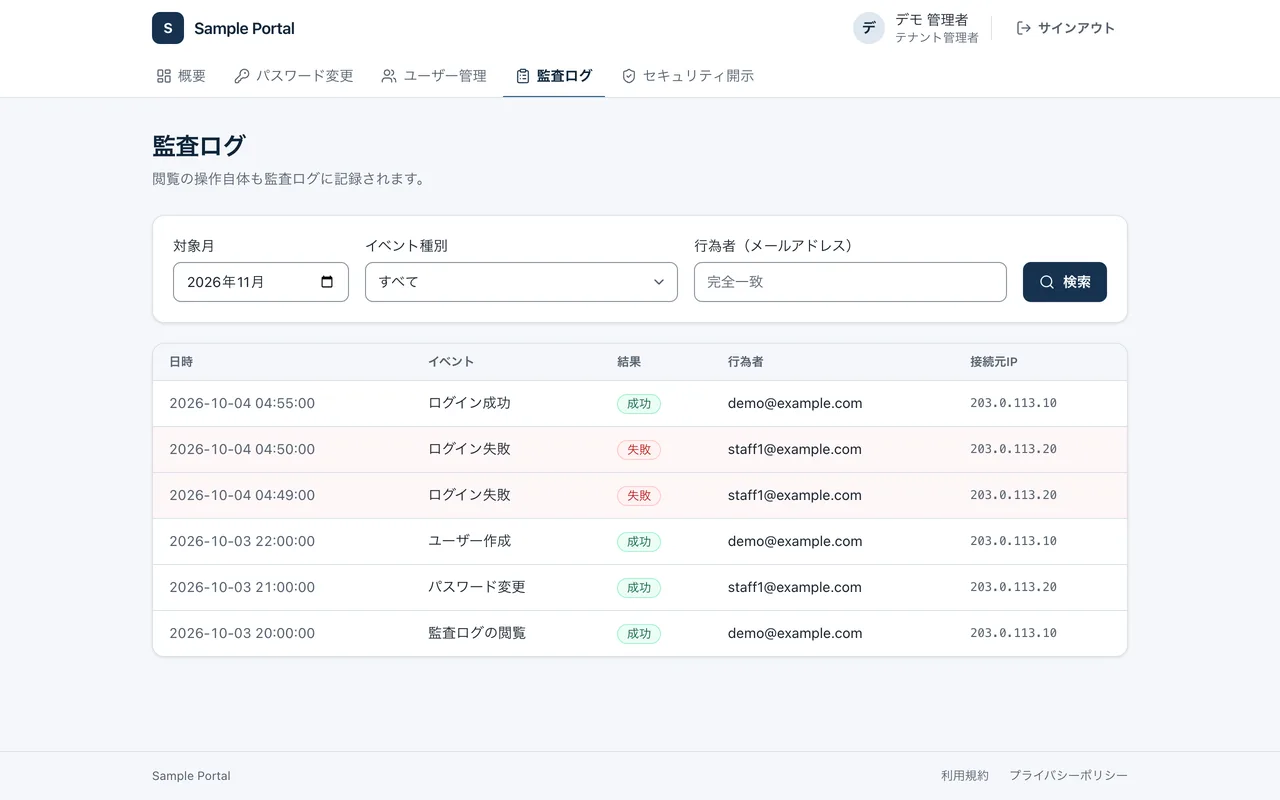 S Sample Portal
デ デモ 管理者
テナント管理者
サインアウト
概要 パスワード変更 ユーザー管理 監査ログ セキュリティ開示
監査ログ
閲覧の操作自体も監査ログに記録されます。
対象月 イベント種別 行為者（メールアドレス）
2026年11月 すべて 完全一致 検索
日時 イベント 結果 行為者 接続元IP
2026-10-04 04:55:00 ログイン成功 成功 demo@example.com 203.0.113.10
2026-10-04 04:50:00 ログイン失敗 失敗 staff1@example.com 203.0.113.20
2026-10-04 04:49:00 ログイン失敗 失敗 staff1@example.com 203.0.113.20
2026-10-03 22:00:00 ユーザー作成 成功 demo@example.com 203.0.113.10
2026-10-03 21:00:00 パスワード変更 成功 staff1@example.com 203.0.113.20
2026-10-03 20:00:00 監査ログの閲覧 成功 demo@example.com 203.0.113.10
Sample Portal 利用規約 プライバシーポリシー